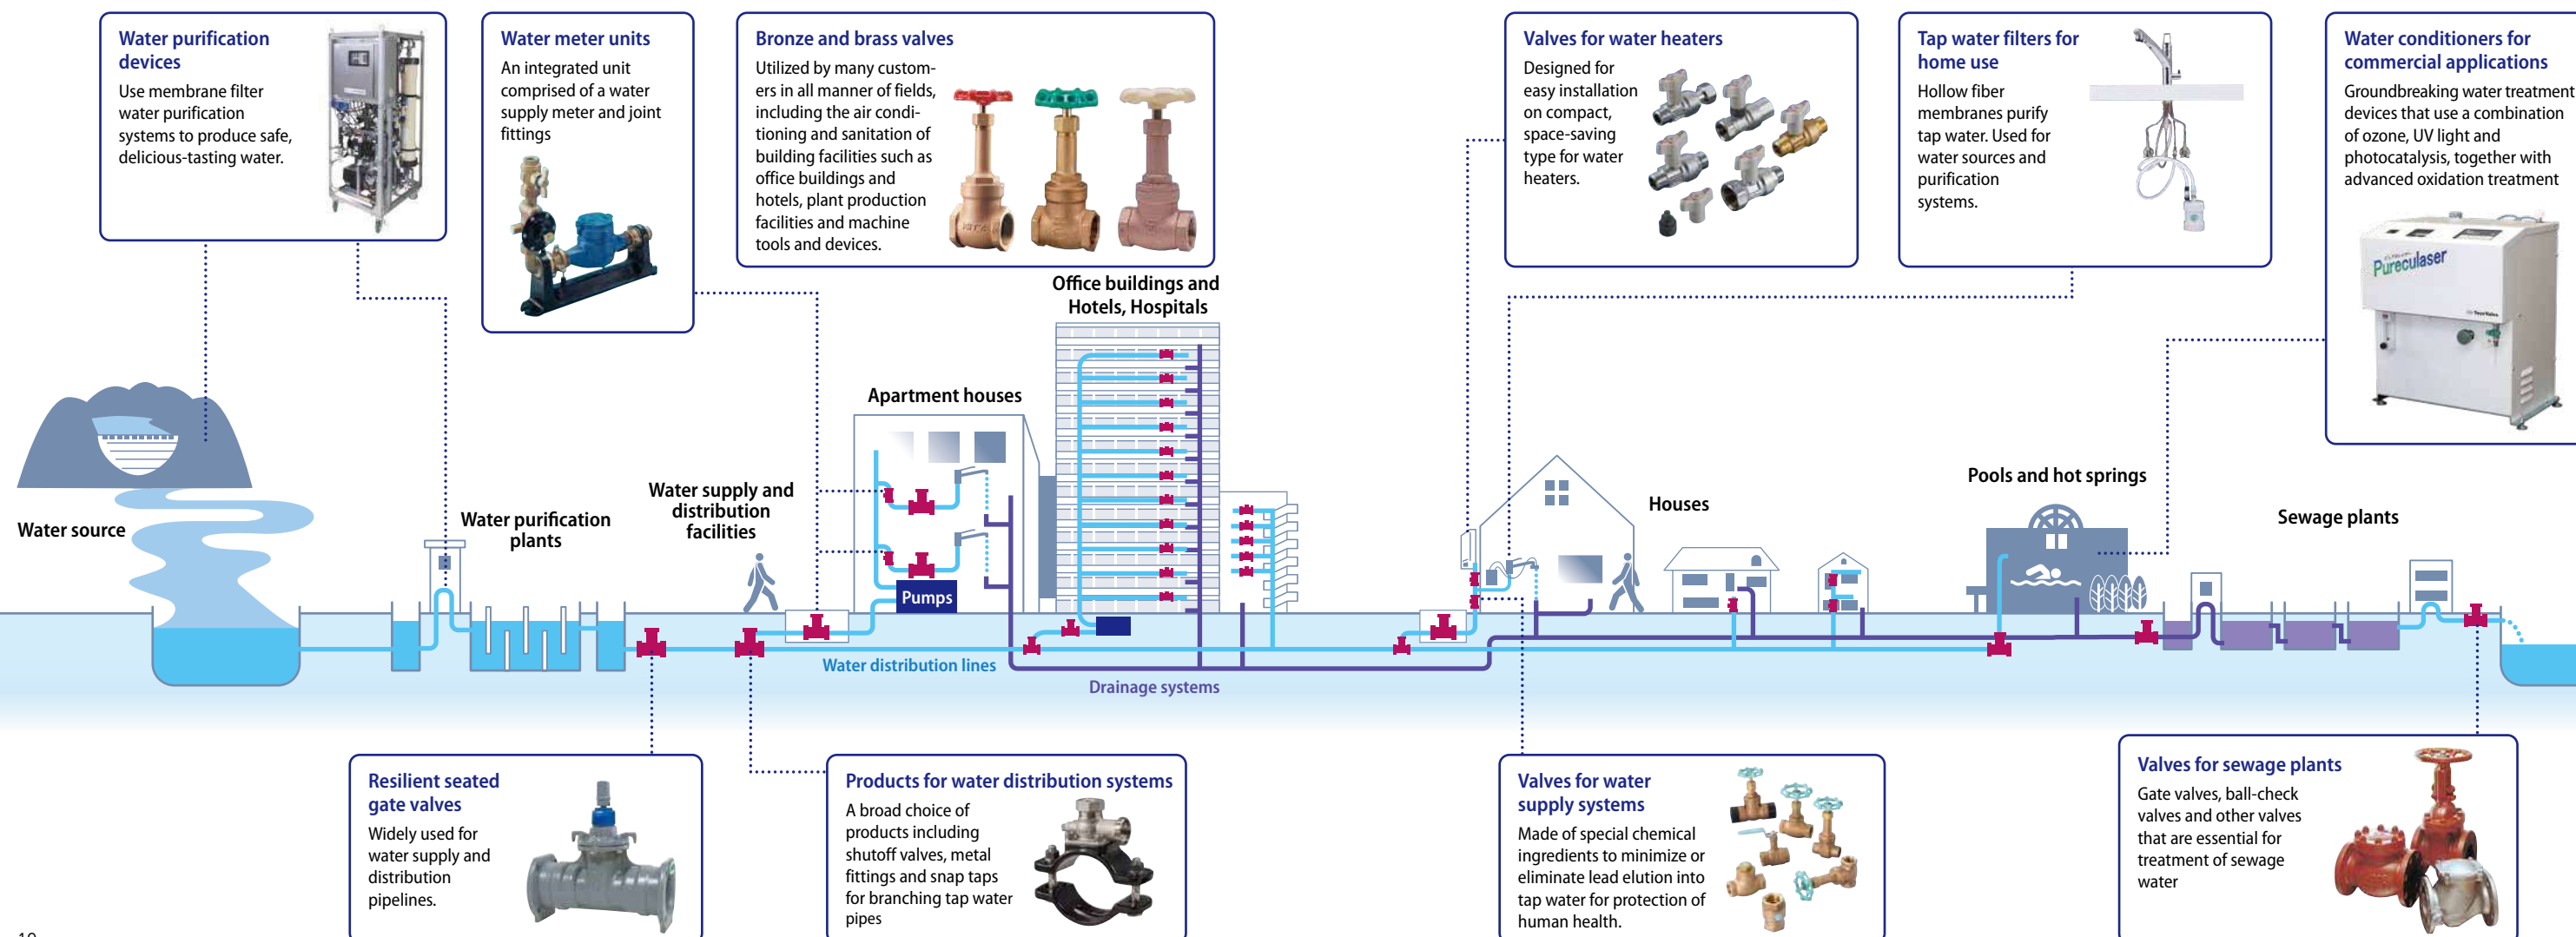 Water purification
devices
Use membrane filter
water purification
systems to produce safe,
delicious-tasting water.
Water meter units
An integrated unit
comprised of a water
supply meter and joint
fittings
Bronze and brass valves
Utilized by many custom-
ers in all manner of fields,
including the air condi-
tioning and sanitation of
building facilities such as
office buildings and
hotels, plant production
facilities and machine
tools and devices.
Valves for water heaters
Designed for
easy installation
on compact,
space-saving
type for water
heaters.
Tap water filters for
home use
Hollow fiber
membranes purify
tap water. Used for
water sources and
purification
systems.
Water conditioners for
commercial applications
Groundbreaking water treatment
devices that use a combination
of ozone, UV light and
photocatalysis, together with
advanced oxidation treatment
Pureculaser
Office buildings and
Hotels, Hospitals
Apartment houses
Water supply and
distribution
facilities
Water purification
plants
Water source
Pumps
Houses
Pools and hot springs
Sewage plants
Water distribution lines
Drainage systems
Resilient seated
gate valves
Widely used for
water supply and
distribution
pipelines.
Products for water distribution systems
A broad choice of
products including
shutoff valves, metal
fittings and snap taps
for branching tap water
pipes
Valves for water
supply systems
Made of special chemical
ingredients to minimize or
eliminate lead elution into
tap water for protection of
human health.
Valves for sewage plants
Gate valves, ball-check
valves and other valves
that are essential for
treatment of sewage
water